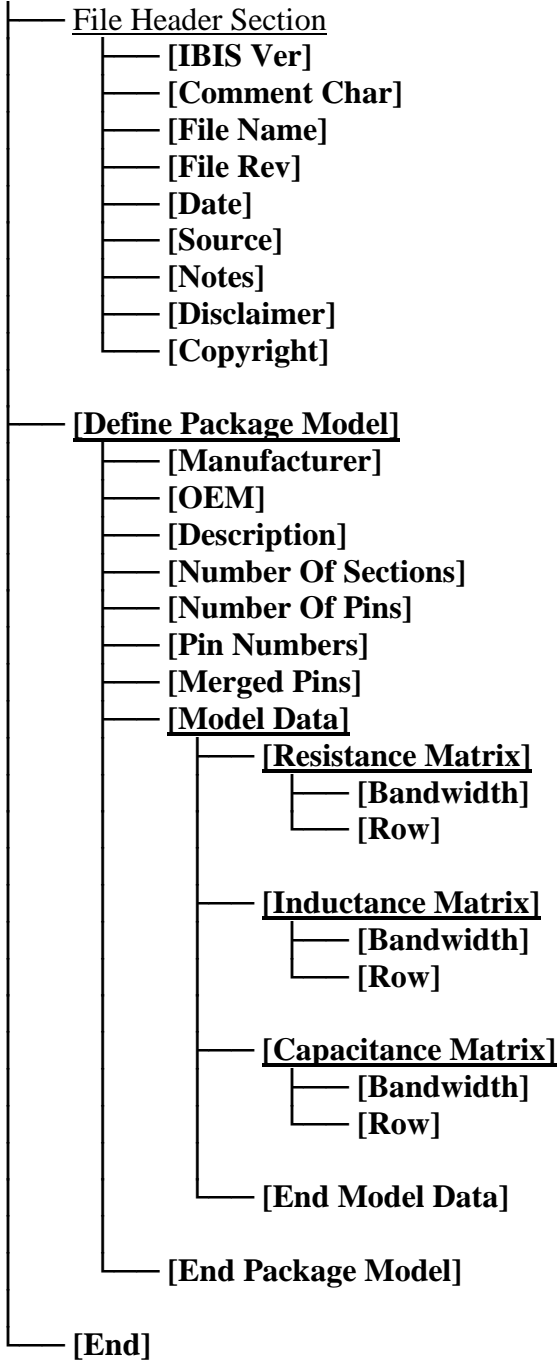 File Header Section
[IBIS Ver]
[Comment Char]
[File Name]
[File Rev]
[Date]
[Source]
[Notes]
[Disclaimer]
[Copyright]
[Define Package Model]
[Manufacturer]
[OEM]
[Description]
[Number Of Sections]
[Number Of Pins]
[Pin Numbers]
[Merged Pins]
[Model Data]
[Resistance Matrix]
[Bandwidth]
[Row]
[Inductance Matrix]
[Bandwidth]
[Row]
[Capacitance Matrix]
[Bandwidth]
[Row]
[End Model Data]
[End Package Model]
[End]